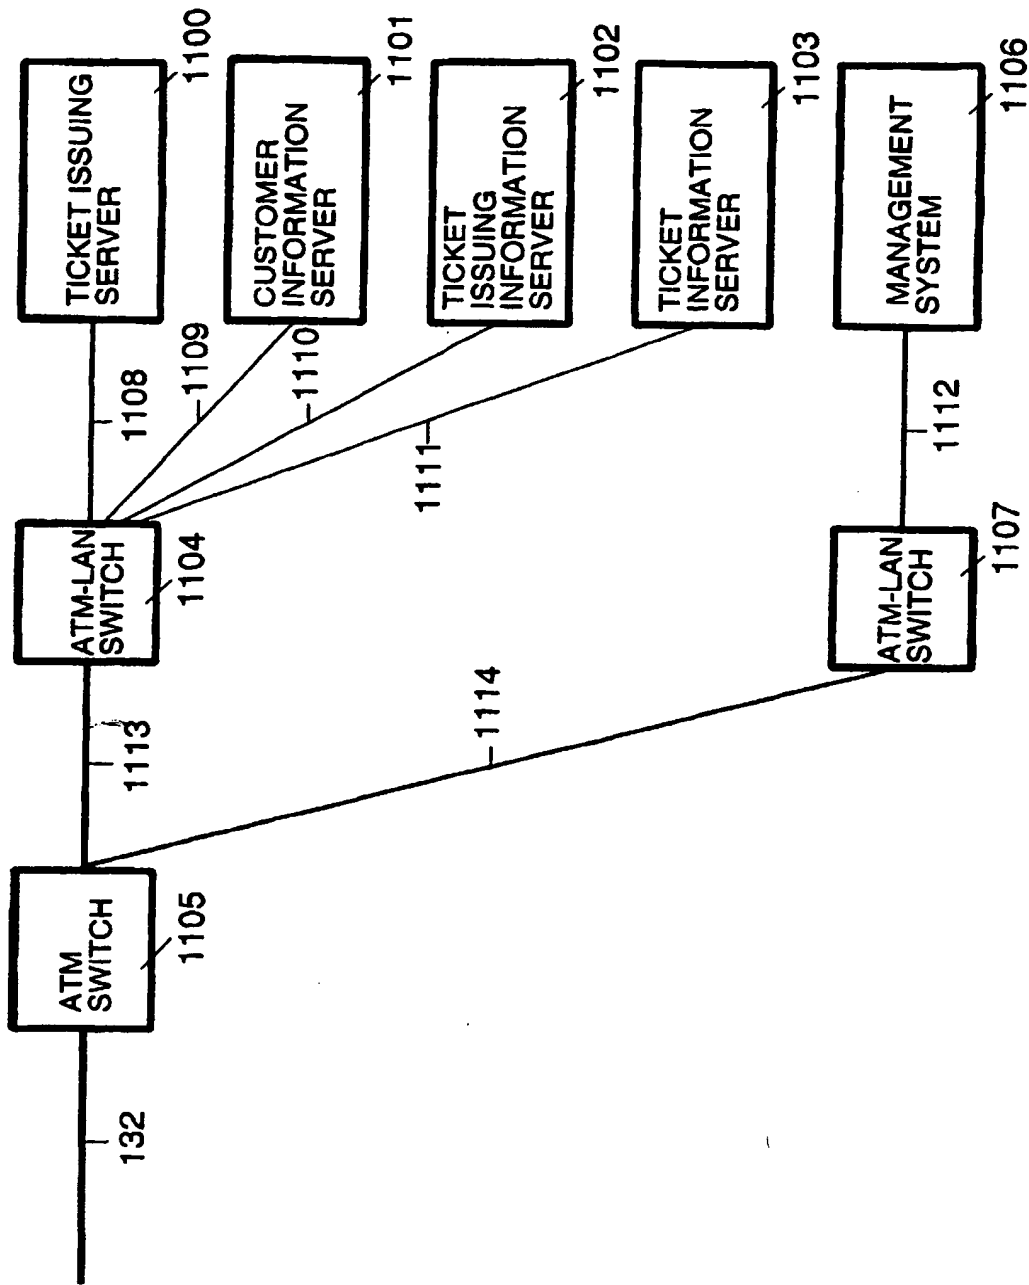 TICKET ISSUING
SERVER
1100
CUSTOMER
INFORMATION
SERVER
1101
TICKET
ISSUING
INFORMATION
SERVER
1102
TICKET
INFORMATION
SERVER
1103
MANAGEMENT
SYSTEM
1106
1108
1109
1110
1111
1112
ATM-LAN
SWITCH
1104
ATM-LAN
SWITCH
1107
1113
1114
ATM
SWITCH
1105
132